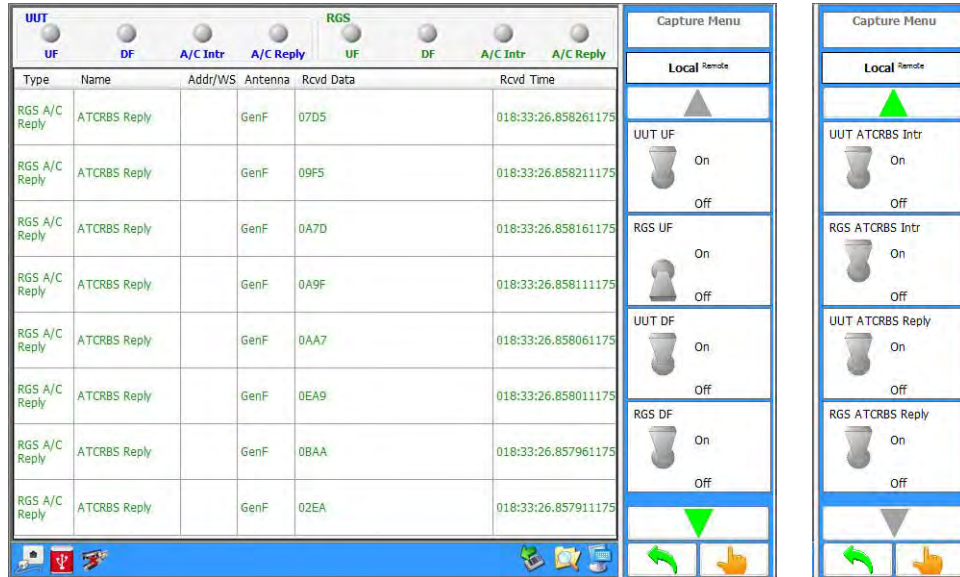 UUT RGS
UF DF A/C Intr A/C Reply UF DF A/C Intr A/C Reply
Type Name Addr/WS Antenna Rcvd Data Rcvd Time
RGS A/C Reply ATCRBS Reply GenF 07D5 018:33:26.858261175
RGS A/C Reply ATCRBS Reply GenF 09F5 018:33:26.858211175
RGS A/C Reply ATCRBS Reply GenF 0A7D 018:33:26.858161175
RGS A/C Reply ATCRBS Reply GenF 0A9F 018:33:26.858111175
RGS A/C Reply ATCRBS Reply GenF 0AA7 018:33:26.858061175
RGS A/C Reply ATCRBS Reply GenF 0EA9 018:33:26.858011175
RGS A/C Reply ATCRBS Reply GenF 0BAA 018:33:26.857961175
RGS A/C Reply ATCRBS Reply GenF 02EA 018:33:26.857911175
Capture Menu
Local Remote
UUT UF
On
Off
RGS UF
On
Off
UUT DF
On
Off
RGS DF
On
Off
Capture Menu
Local Remote
UUT ATCRBS Intr
On
Off
RGS ATCRBS Intr
On
Off
UUT ATCRBS Reply
On
Off
RGS ATCRBS Reply
On
Off